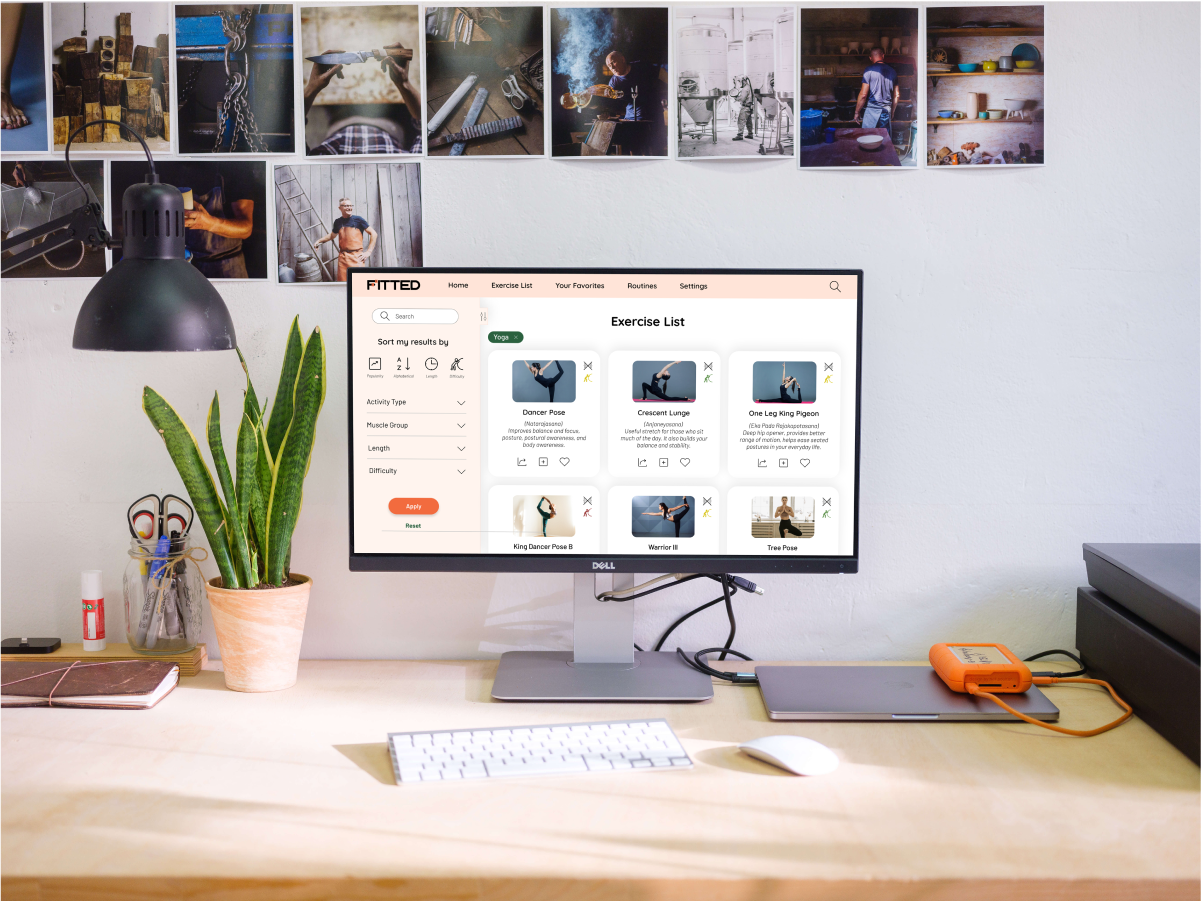 FITTED
Home
Exercise List
Your Favorites
Routines
Settings
Search
Sort my results by
Popularity
Alphabetical
Length
Difficulty
Activity Type
Muscle Group
Length
Difficulty
Apply
Reset
Exercise List
Yoga ×
Dancer Pose
(Natarajasana)
Improves balance and focus,
posture, postural awareness, and
body awareness.
Crescent Lunge
(Anjaneyasana)
Useful stretch for those who sit
much of the day. It also builds your
balance and stability.
One Leg King Pigeon
(Eka Pada Rajakapotasana)
Deep hip opener, provides better
range of motion, helps ease seated
postures in your everyday life.
King Dancer Pose B
Warrior III
Tree Pose
DELL